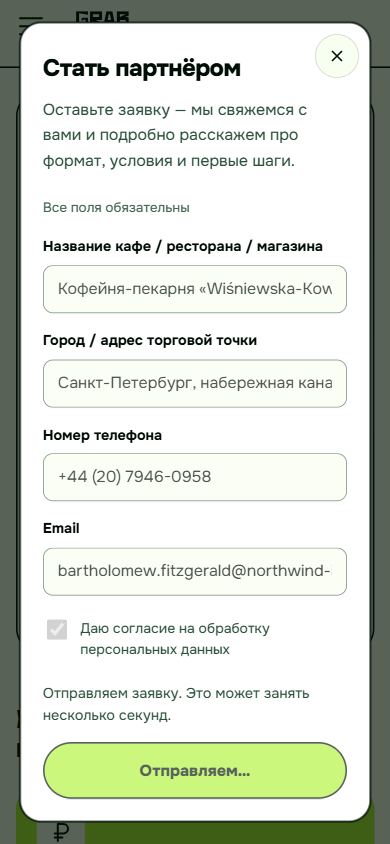 GRAB
Стать партнёром
Оставьте заявку — мы свяжемся с
вами и подробно расскажем про
формат, условия и первые шаги.
Все поля обязательны
Название кафе / ресторана / магазина
Кофейня-пекарня «Wiśniewska-Kow
Город / адрес торговой точки
Санкт-Петербург, набережная кана
Номер телефона
+44 (20) 7946-0958
Email
bartholomew.fitzgerald@northwind-
Даю согласие на обработку
персональных данных
Отправляем заявку. Это может занять
несколько секунд.
Отправляем...
₽